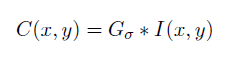 C(x, y) = G_σ * I(x, y)